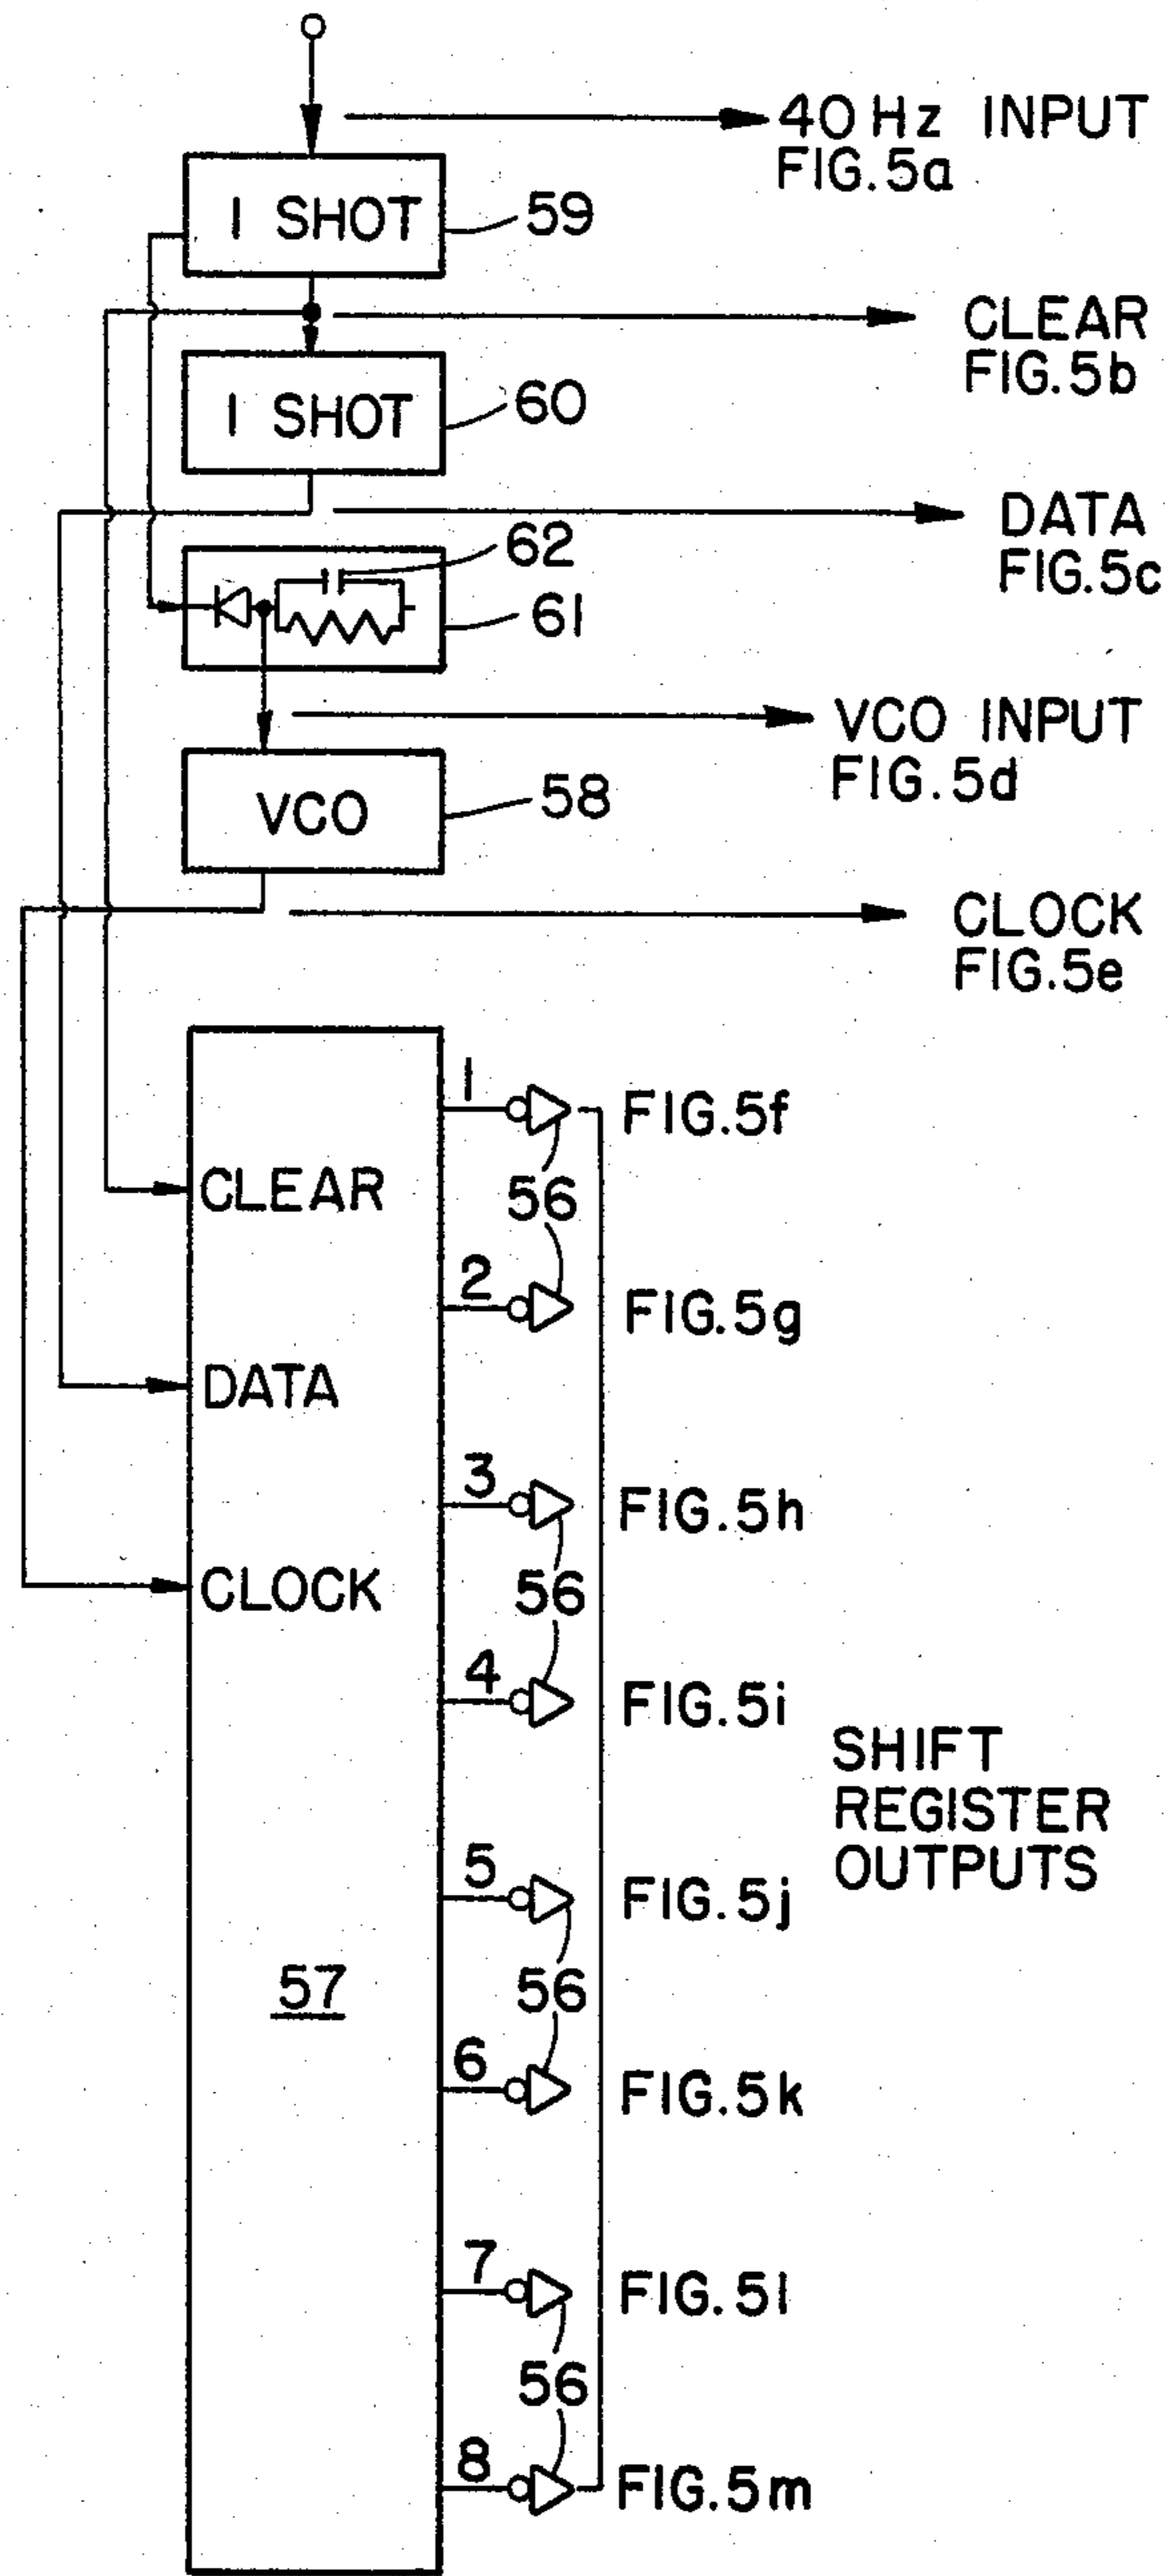 40 Hz INPUT
FIG.5a
1 SHOT
59
CLEAR
FIG.5b
1 SHOT
60
DATA
FIG.5c
62
61
VCO INPUT
FIG.5d
VCO
58
CLOCK
FIG.5e
1
FIG.5f
CLEAR
56
2
FIG.5g
DATA
3
FIG.5h
CLOCK
56
4
FIG.5i
SHIFT
REGISTER
OUTPUTS
5
FIG.5j
57
56
6
FIG.5k
7
FIG.5l
56
8
FIG.5m